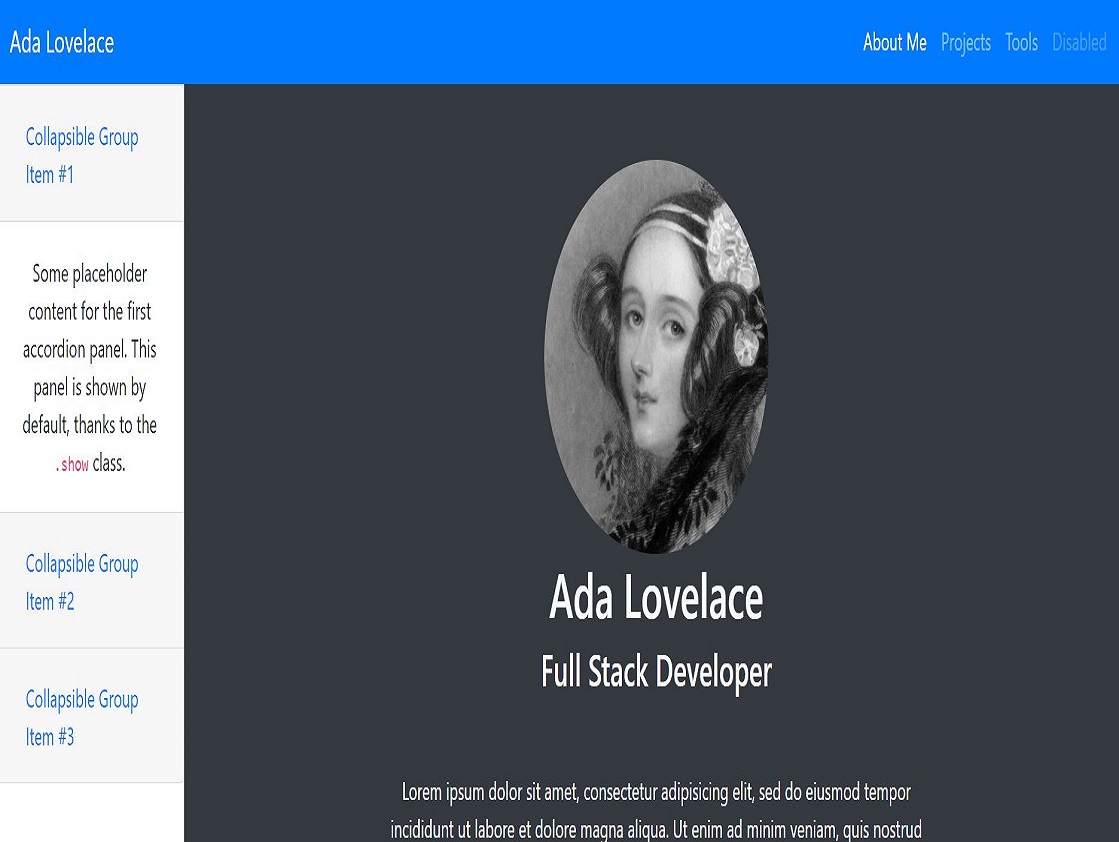 Ada Lovelace
About Me Projects Tools Disabled
Collapsible Group
Item #1
Some placeholder
content for the first
accordion panel. This
panel is shown by
default, thanks to the
.show class.
Collapsible Group
Item #2
Collapsible Group
Item #3
Ada Lovelace
Full Stack Developer
Lorem ipsum dolor sit amet, consectetur adipisicing elit, sed do eiusmod tempor
incididunt ut labore et dolore magna aliqua. Ut enim ad minim veniam, quis nostrud